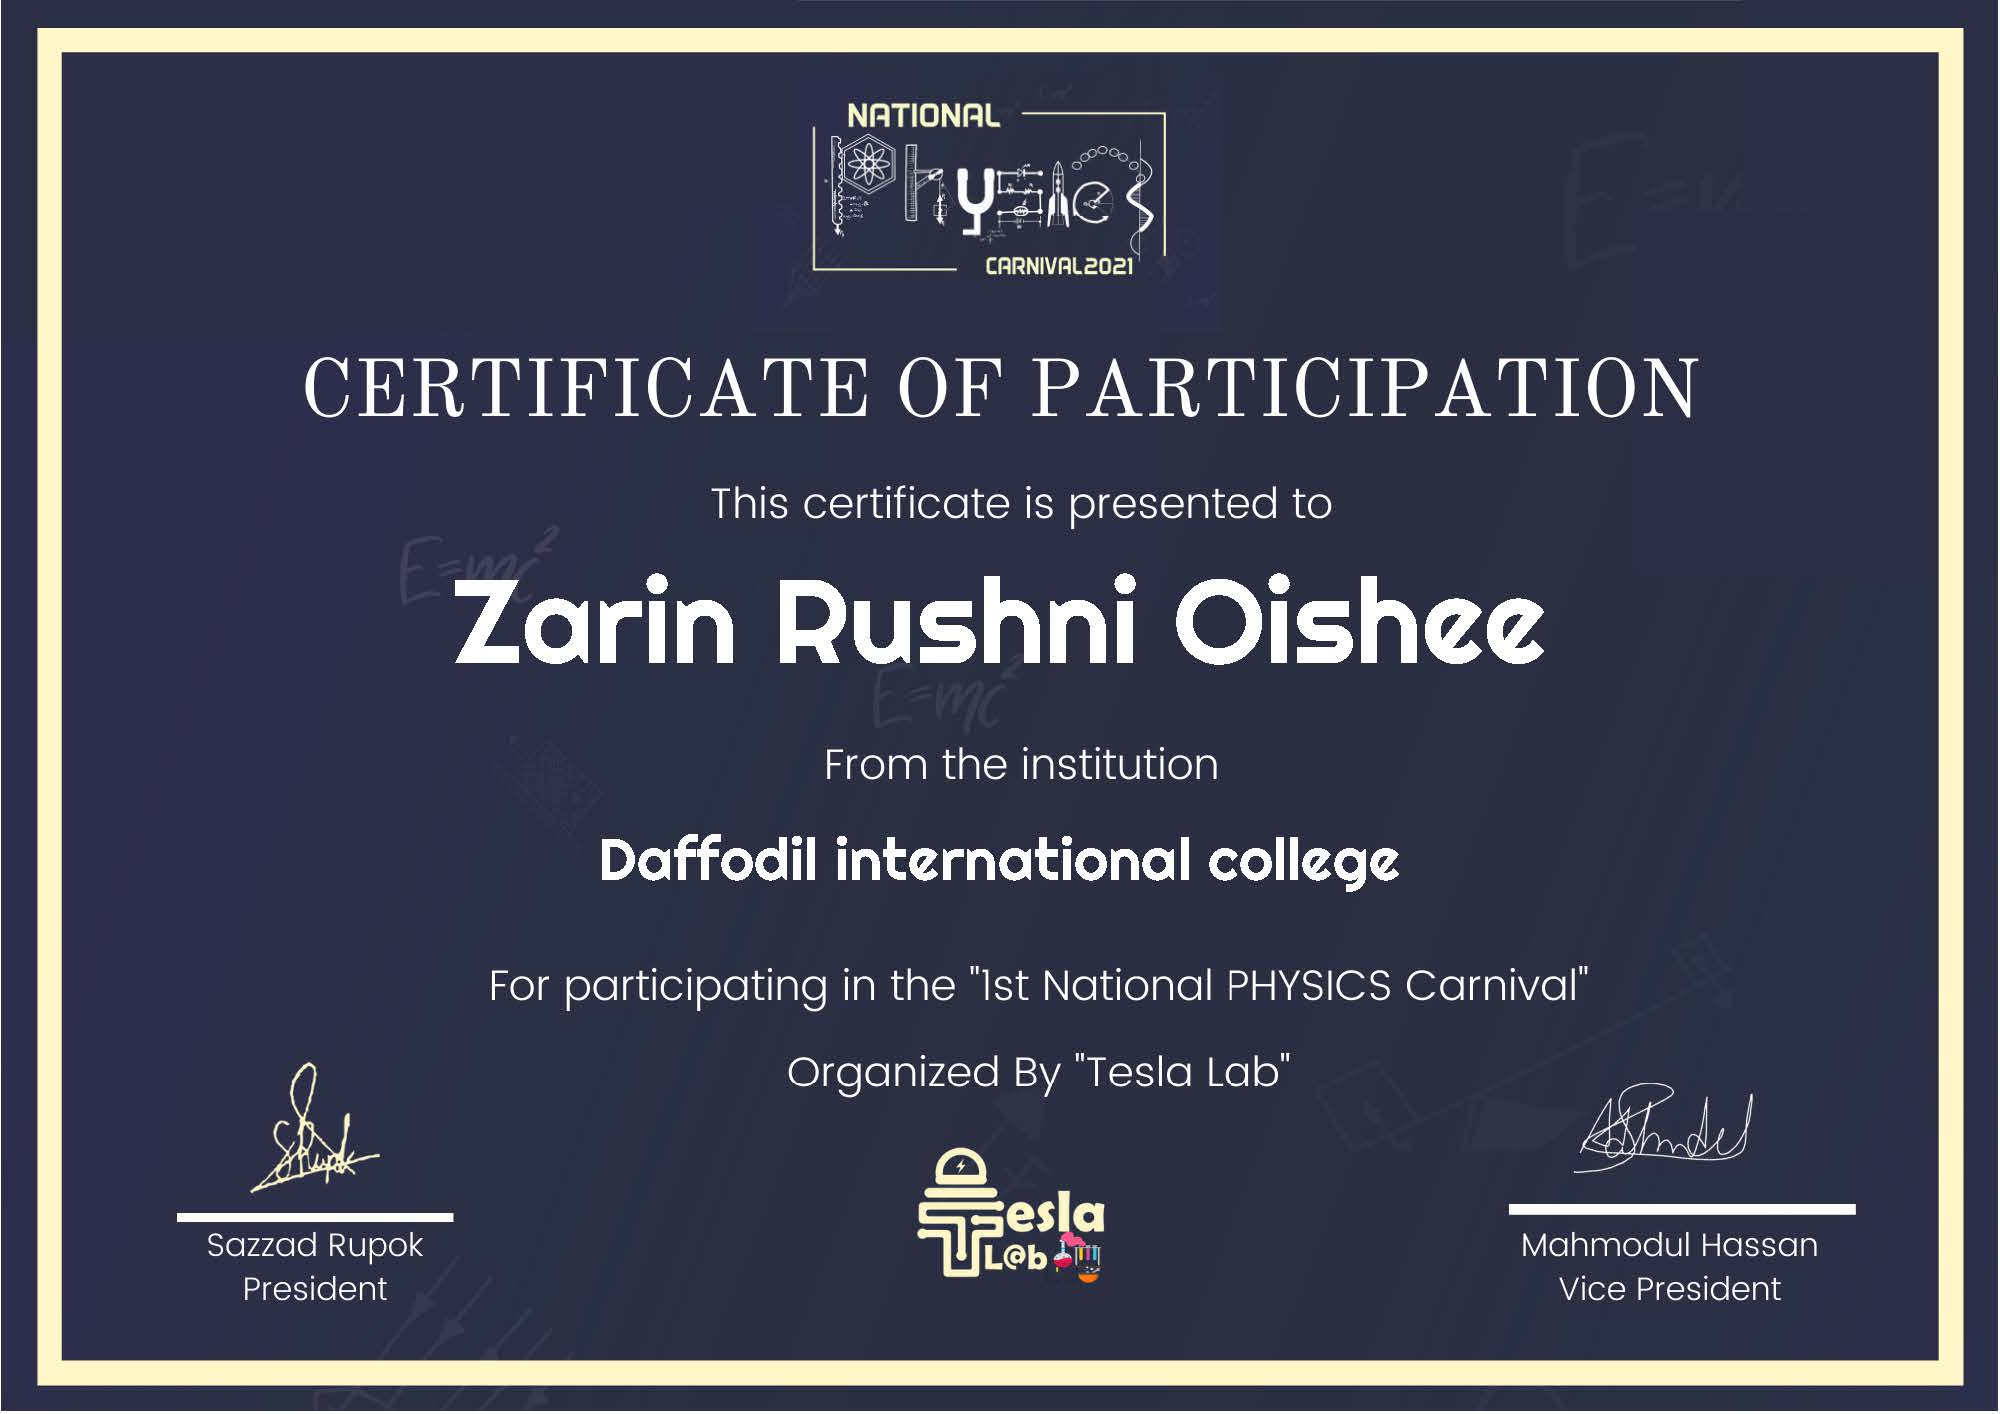 NATIONAL
PhYSICS
CARNIVAL2021
CERTIFICATE OF PARTICIPATION
This certificate is presented to
E=mc²
Zarin Rushni Oishee
E=mc²
From the institution
Daffodil international college
For participating in the "1st National PHYSICS Carnival"
Organized By "Tesla Lab"
Tesla
L@b
Sazzad Rupok
President
Mahmodul Hassan
Vice President